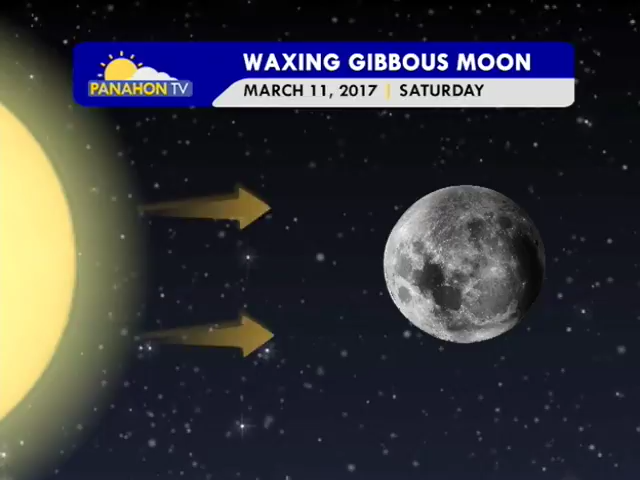 WAXING GIBBOUS MOON
PANAHON TV
MARCH 11, 2017 | SATURDAY